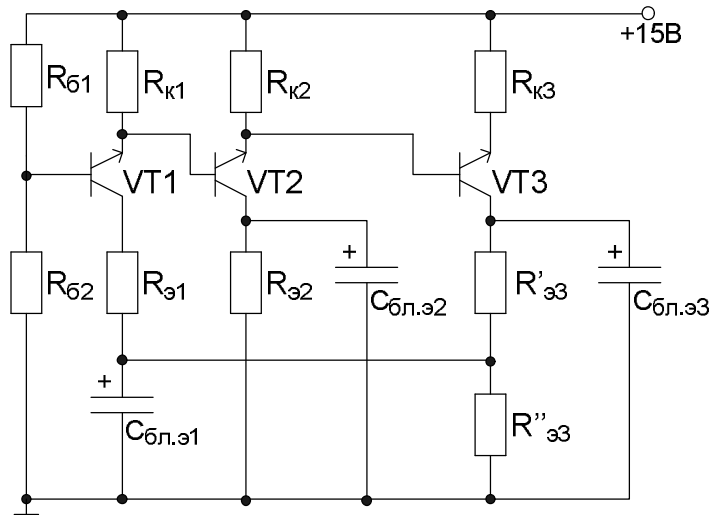 +15В
Rб1
Rк1
Rк2
Rк3
VT1
VT2
VT3
Rб2
Rэ1
Rэ2
R’э3
+
Cбл.э2
+
Cбл.э3
+
Cбл.э1
R”э3